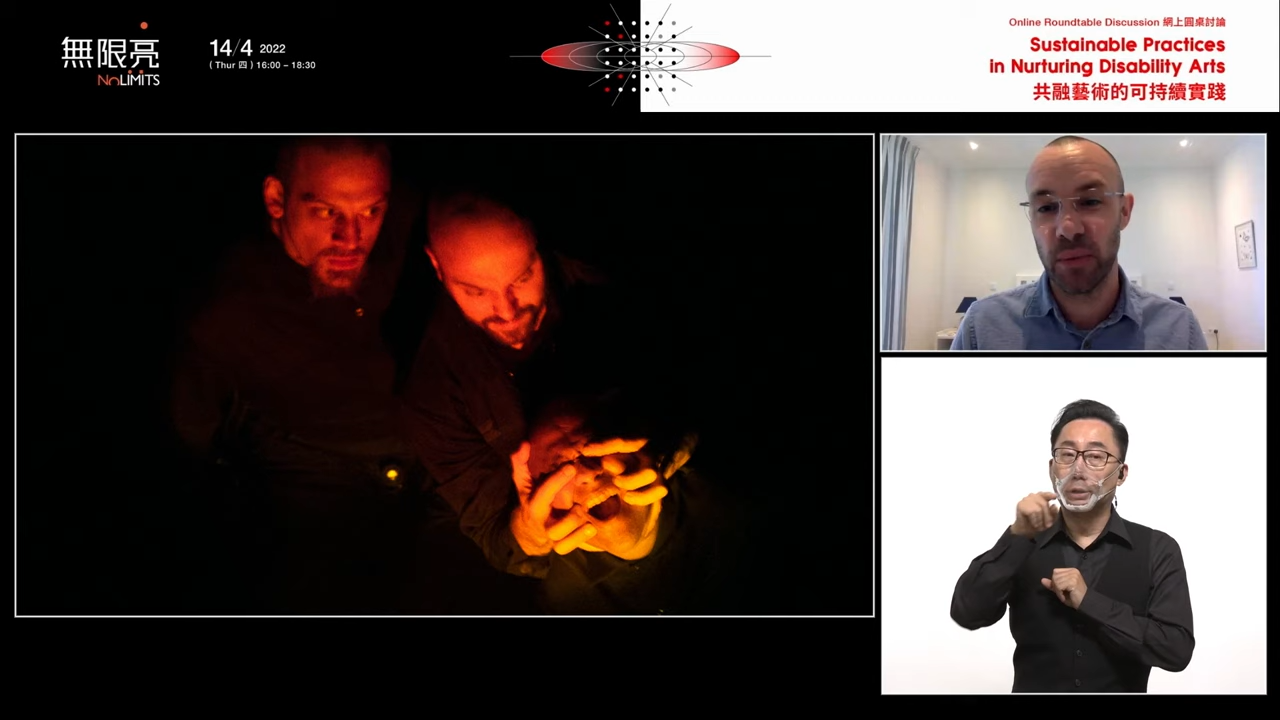 無限亮
NoLIMITS
14/4 2022
( Thur 四 ) 16:00 – 18:30
Online Roundtable Discussion 網上圓桌討論
Sustainable Practices
in Nurturing Disability Arts
共融藝術的可持續實踐